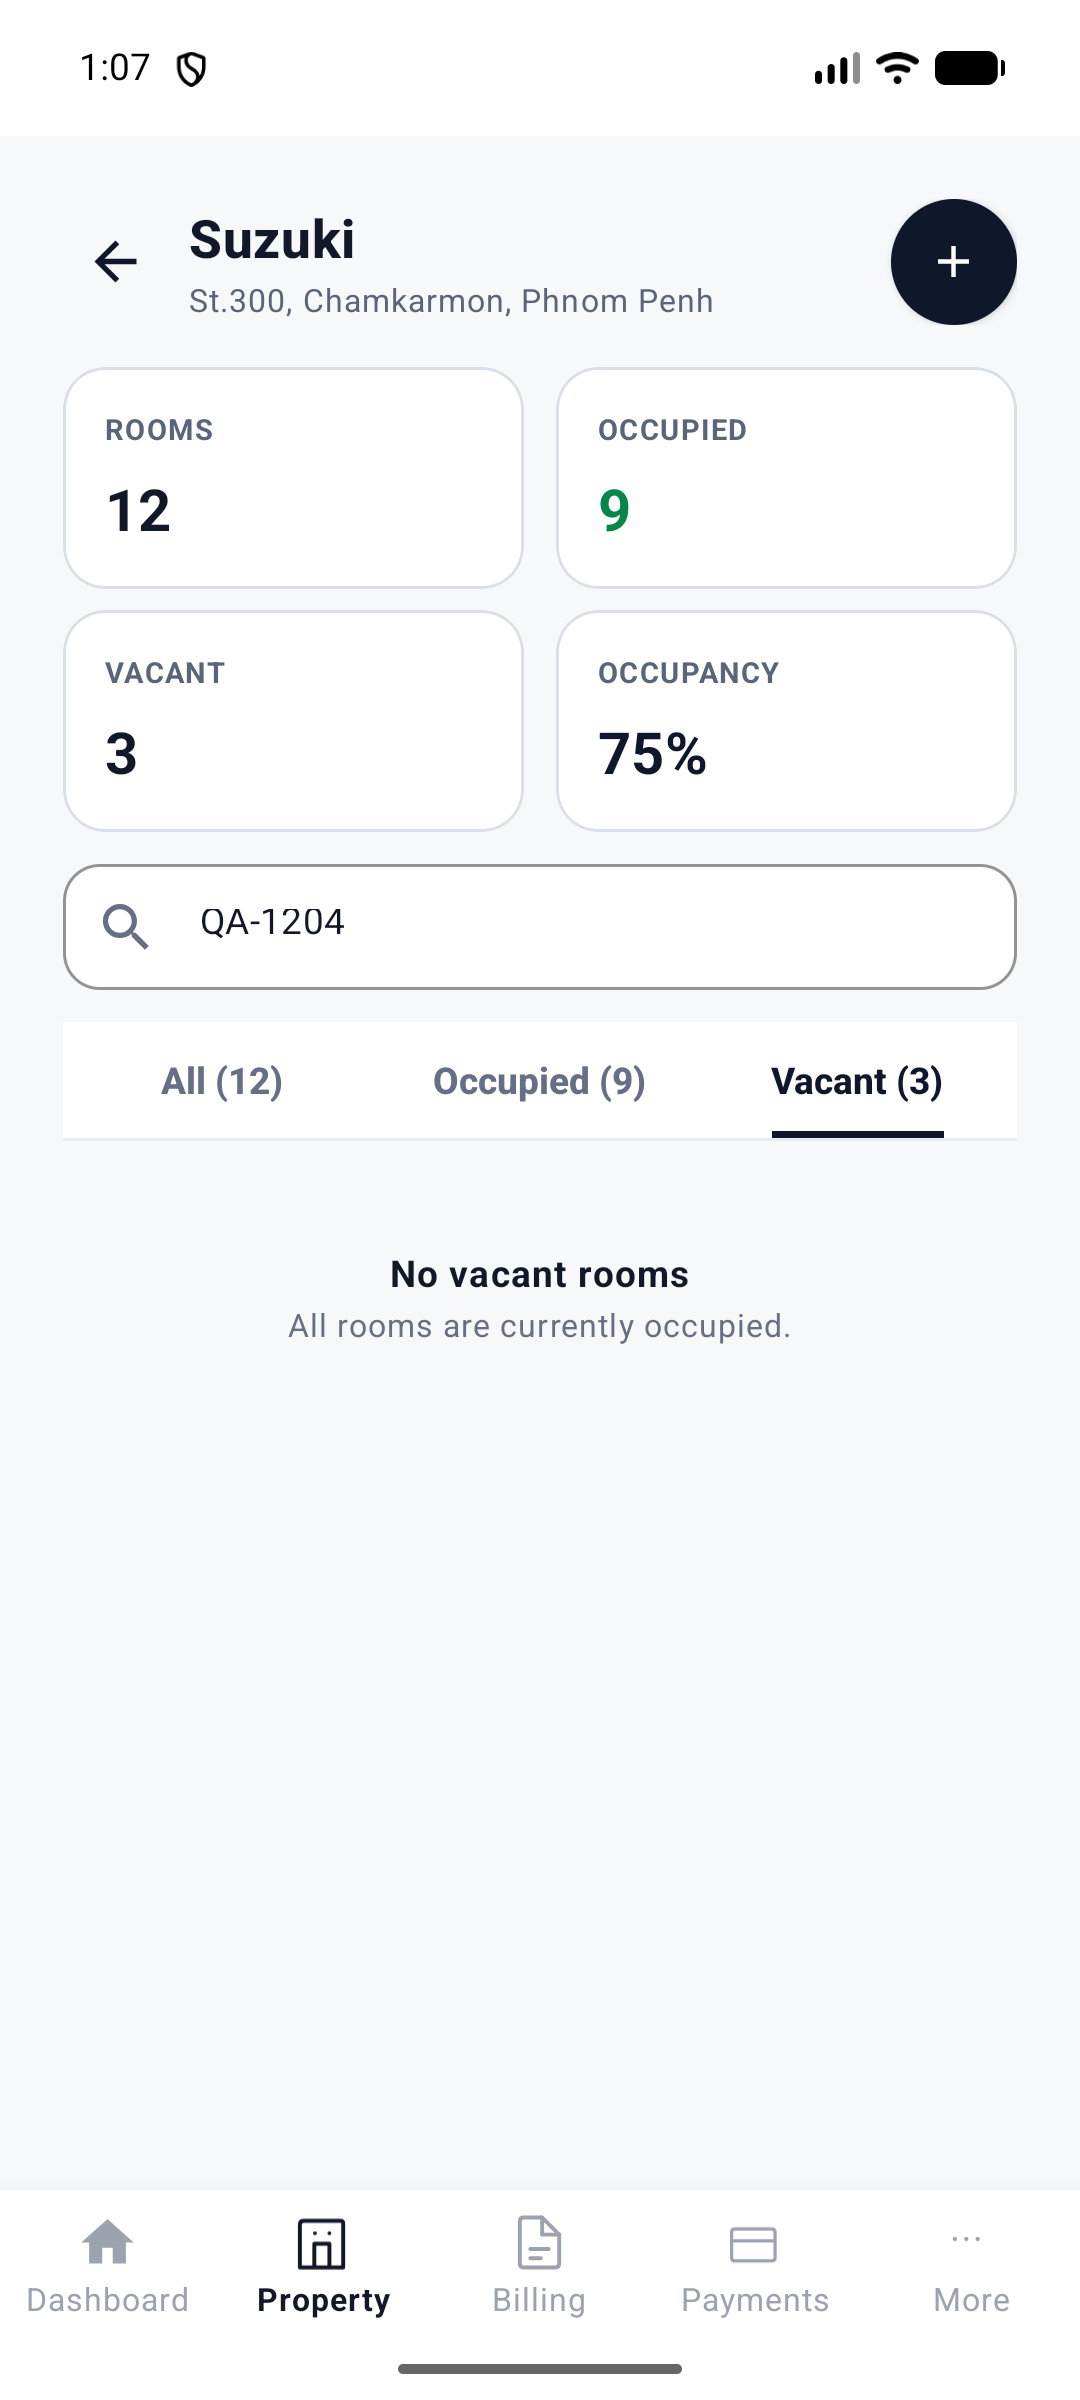 1:07
Suzuki
St.300, Chamkarmon, Phnom Penh
ROOMS
12
OCCUPIED
9
VACANT
3
OCCUPANCY
75%
QA-1204
All (12)
Occupied (9)
Vacant (3)
No vacant rooms
All rooms are currently occupied.
Dashboard
Property
Billing
Payments
More